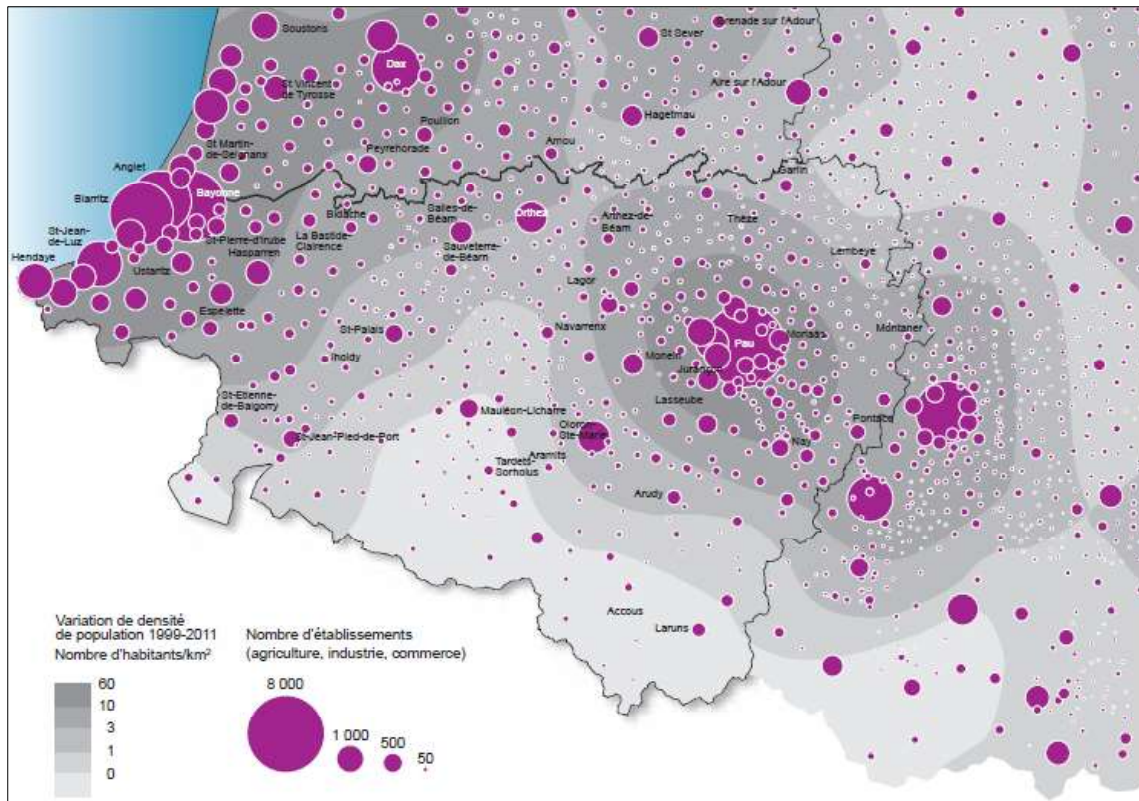 Soustons
Grenade sur l'Adour
St Sever
Dax
Aire sur l'Adour
St Vincent
de Tyrosse
Hagetmau
Pouillon
St Martin-
de-Seignanx
Amou
Peyrehorade
Anglet
Garlin
Bayonne
Biarritz
Bidache
Salies-de-
Béarn
Orthez
Arthez-de-
Béarn
Thèze
St-Jean-
de-Luz
La Bastide-
Clairence
St-Pierre-d'Irube
Hasparren
Sauveterre-
de-Béarn
Lembeye
Hendaye
Ustaritz
Lagor
Espelette
St-Palais
Navarrenx
Montaner
Pau
Morlaàs
Iholdy
Monein
Jurançon
St-Etienne-
de-Baïgorry
Lasseube
Mauléon-Licharre
Pontacq
Oloron-
Ste-Marie
St-Jean-Pied-de-Port
Nay
Aramits
Tardets-
Sorholus
Arudy
Accous
Laruns
Variation de densité
de population 1999-2011
Nombre d'habitants/km²
60
10
3
1
0
Nombre d'établissements
(agriculture, industrie, commerce)
8 000
1 000
500
50